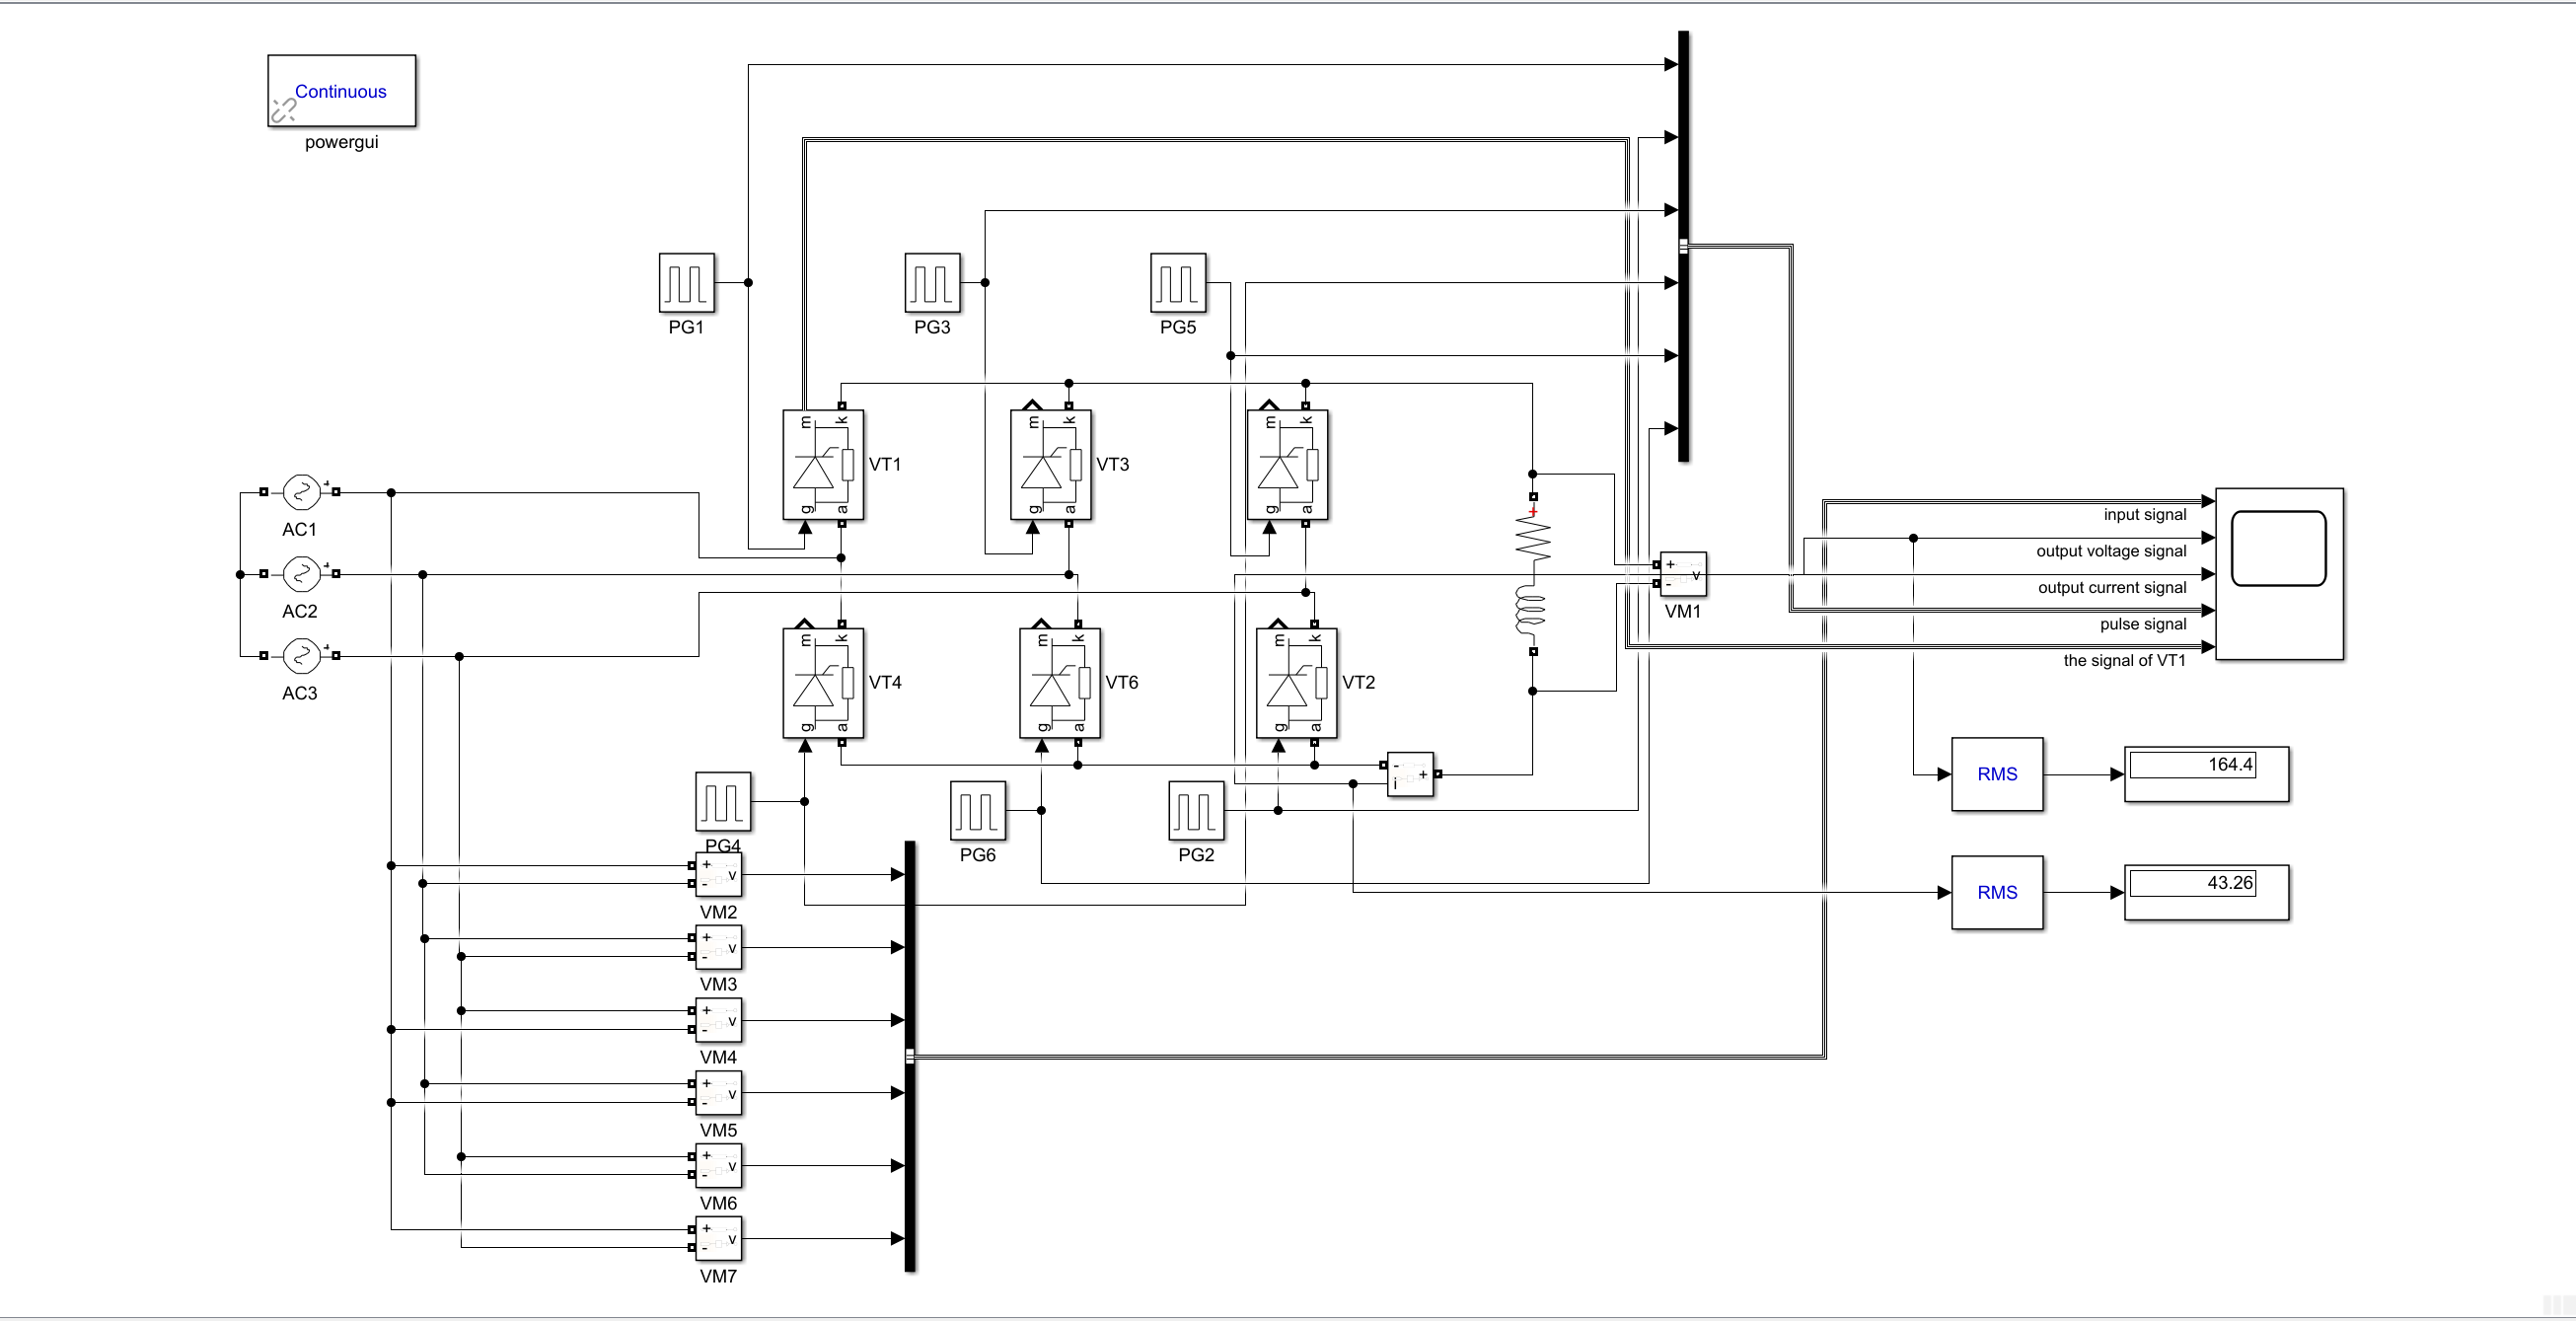 Continuous
powergui
PG1
PG3
PG5
m
k
g
a
VT1
m
k
g
a
VT3
m
k
g
a
+
AC1
+
AC2
+
AC3
m
k
g
a
VT4
m
k
g
a
VT6
m
k
g
a
VT2
+
+
-
v
VM1
input signal
output voltage signal
output current signal
pulse signal
the signal of VT1
-
i
+
PG4
PG6
PG2
RMS
164.4
RMS
43.26
+
-
v
VM2
+
-
v
VM3
+
-
v
VM4
+
-
v
VM5
+
-
v
VM6
+
-
v
VM7